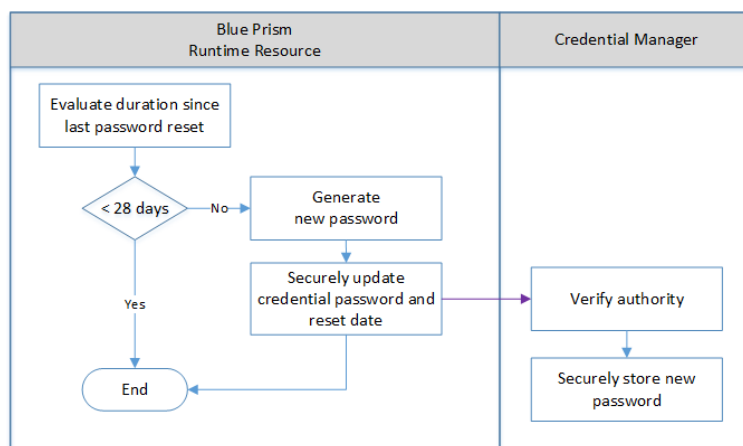 Blue Prism
Runtime Resource
Credential Manager
Evaluate duration since
last password reset
< 28 days
No
Generate
new password
Securely update
credential password and
reset date
Verify authority
Yes
End
Securely store new
password